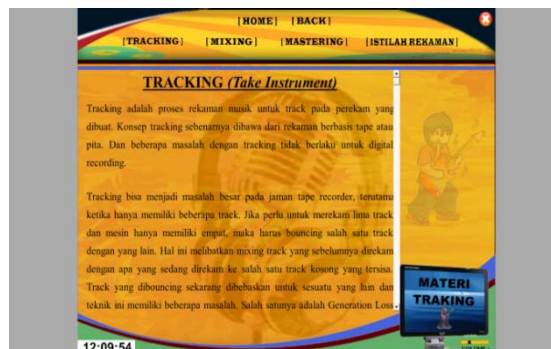 [HOME] [BACK]
[TRACKING] [MIXING] [MASTERING] [ISTILAH REKAMAN]
TRACKING (Take Instrument)
Tracking adalah proses rekaman musik untuk track pada perekam yang
dibuat. Konsep tracking sebenarnya dibawa dari rekaman berbasis tape atau
pita. Dan beberapa masalah dengan tracking tidak berlaku untuk digital
recording.
Tracking bisa menjadi masalah besar pada jaman tape recorder, terutama
ketika hanya memiliki beberapa track. Jika perlu untuk merekam lima track
dan mesin hanya memiliki empat, maka harus bouncing salah satu track
dengan yang lain. Hal ini melibatkan mixing track yang sebelumnya direkam
dengan apa yang sedang direkam ke salah satu track kosong yang tersisa.
Track yang dibouncing sekarang dibebaskan untuk sesuatu yang lain dan
teknik ini memiliki beberapa masalah. Salah satunya adalah Generation Loss
MATERI
TRAKING
12:09:54